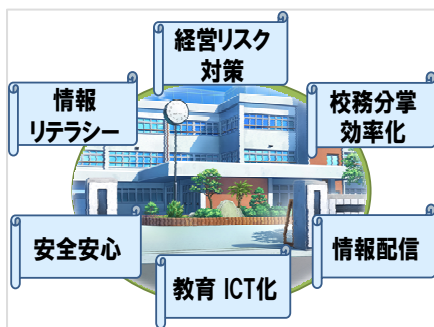 経営リスク
対策
情報
リテラシー
校務分掌
効率化
安全安心
情報配信
教育 ICT化